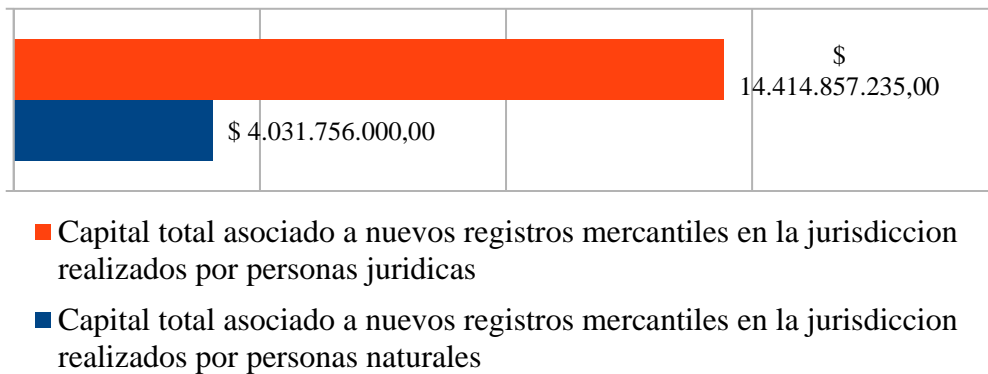 $
14.414.857.235,00
$ 4.031.756.000,00
Capital total asociado a nuevos registros mercantiles en la jurisdiccion
realizados por personas juridicas
Capital total asociado a nuevos registros mercantiles en la jurisdiccion
realizados por personas naturales